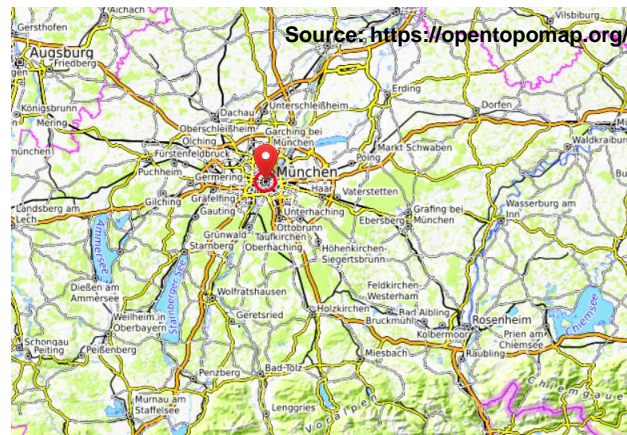 Aichach
Vilsbiburg
Gersthofen
Source: https://opentopomap.org/
Augsburg
Friedberg
Erding
Königsbrunn
Mering
Unterschleißheim
Dachau
Dorfen
Oberschleißheim
Garching bei
München
Olching
Waldkraiburg
Fürstenfeldbruck
Markt Schwaben
Poing
Puchheim
Germering
München
Haar
Vaterstetten
Gilching
Gräfelfing
Gauting
Landsberg am
Unterhaching
Ottobrunn
Ebersberg
Grafing bei
München
Wasserburg am
Inn
Ammersee
Grünwald
Starnberg
Taufkirchen
Oberhaching
Höhenkirchen-
Siegertsbrunn
Starnberger See
Dießen am
Ammersee
Wolfratshausen
Feldkirchen-
Westerham
Geretsried
Holzkirchen
Bad Aibling
Bruckmühl
Kolbermoor
Rosenheim
Chiemsee
Weilheim in
Oberbayern
Prien am
Chiemsee
Schongau
Peiting
Peißenberg
Miesbach
Raubling
Penzberg
Bad Tölz
Murnau am
Staffelsee
Lenggries
Voralpen
Chiemgaue